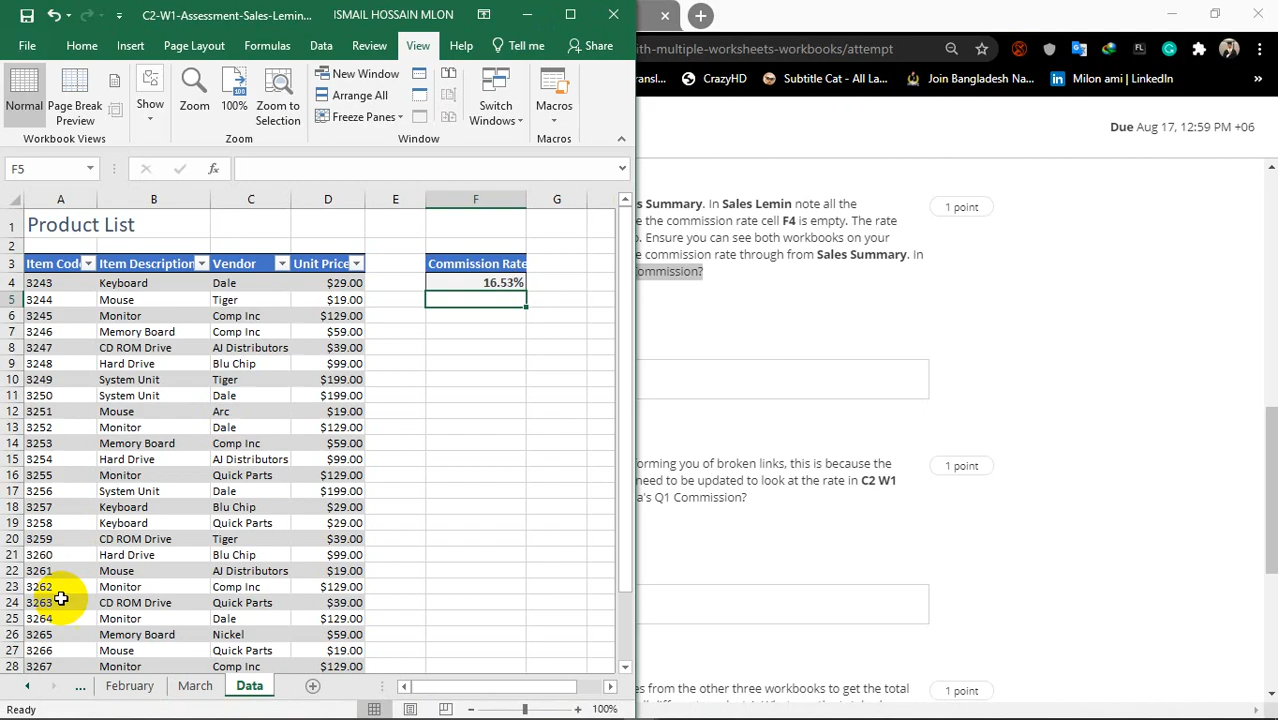 C2-W1-Assessment-Sales-Lemin... ISMAIL HOSSAIN MLON
File Home Insert Page Layout Formulas Data Review View Help Tell me Share
Normal Page Break Preview Show Zoom 100% Zoom to Selection New Window Arrange All Freeze Panes Switch Windows Macros
Workbook Views Zoom Window Macros
F5 fx
A B C D E F G
1 Product List
2
3 Item Code Item Description Vendor Unit Price Commission Rate
4 3243 Keyboard Dale $29.00 16.53%
5 3244 Mouse Tiger $19.00
6 3245 Monitor Comp Inc $129.00
7 3246 Memory Board Comp Inc $59.00
8 3247 CD ROM Drive AJ Distributors $39.00
9 3248 Hard Drive Blu Chip $99.00
10 3249 System Unit Tiger $199.00
11 3250 System Unit Dale $199.00
12 3251 Mouse Arc $19.00
13 3252 Monitor Dale $129.00
14 3253 Memory Board Comp Inc $59.00
15 3254 Hard Drive AJ Distributors $99.00
16 3255 Monitor Quick Parts $129.00
17 3256 System Unit Dale $199.00
18 3257 Keyboard Blu Chip $29.00
19 3258 Keyboard Quick Parts $29.00
20 3259 CD ROM Drive Tiger $39.00
21 3260 Hard Drive Blu Chip $99.00
22 3261 Mouse AJ Distributors $19.00
23 3262 Monitor Comp Inc $129.00
24 3263 CD ROM Drive Quick Parts $39.00
25 3264 Monitor Dale $129.00
26 3265 Memory Board Nickel $59.00
27 3266 Mouse Quick Parts $19.00
28 3267 Monitor Comp Inc $129.00
... February March Data
Ready 100%
ith-multiple-worksheets-workbooks/attempt
ransl... CrazyHD Subtitle Cat - All La... Join Bangladesh Na... Milon ami | LinkedIn »
Due Aug 17, 12:59 PM +06
s Summary. In Sales Lemin note all the 1 point
e the commission rate cell F4 is empty. The rate
o. Ensure you can see both workbooks on your
e commission rate through from Sales Summary. In
ommission?
orming you of broken links, this is because the 1 point
need to be updated to look at the rate in C2 W1
a's Q1 Commission?
es from the other three workbooks to get the total 1 point